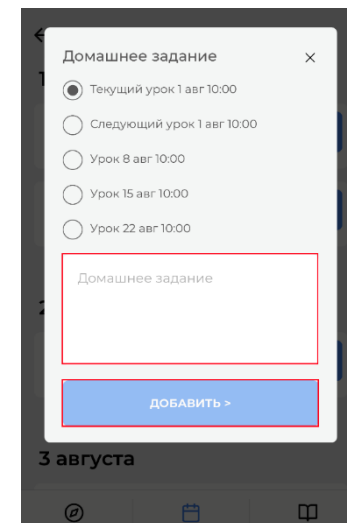 Домашнее задание
Текущий урок 1 авг 10:00
Следующий урок 1 авг 10:00
Урок 8 авг 10:00
Урок 15 авг 10:00
Урок 22 авг 10:00
Домашнее задание
ДОБАВИТЬ >
3 августа